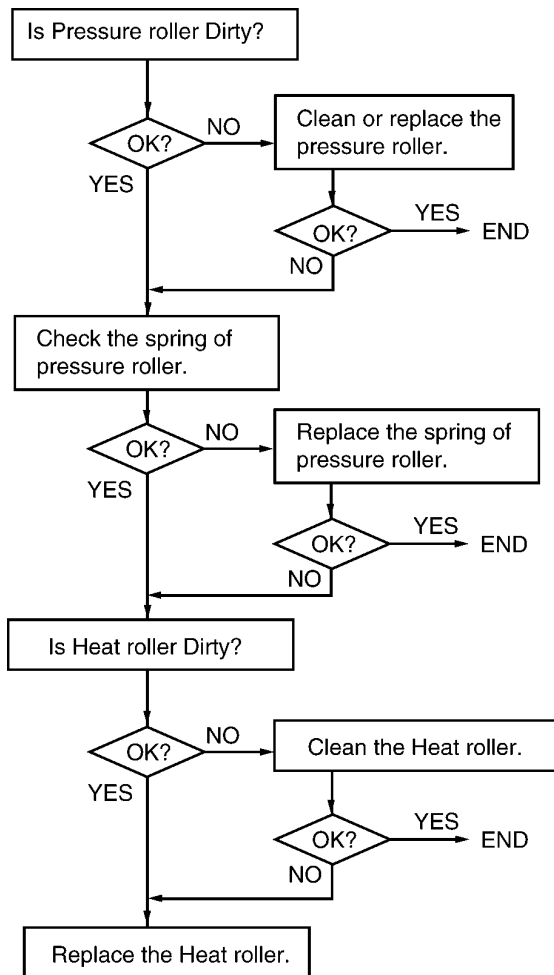 Is Pressure roller Dirty?
OK?
NO
YES
Clean or replace the
pressure roller.
OK?
YES
END
NO
Check the spring of
pressure roller.
OK?
NO
YES
Replace the spring of
pressure roller.
OK?
YES
END
NO
Is Heat roller Dirty?
OK?
NO
YES
Clean the Heat roller.
OK?
YES
END
NO
Replace the Heat roller.